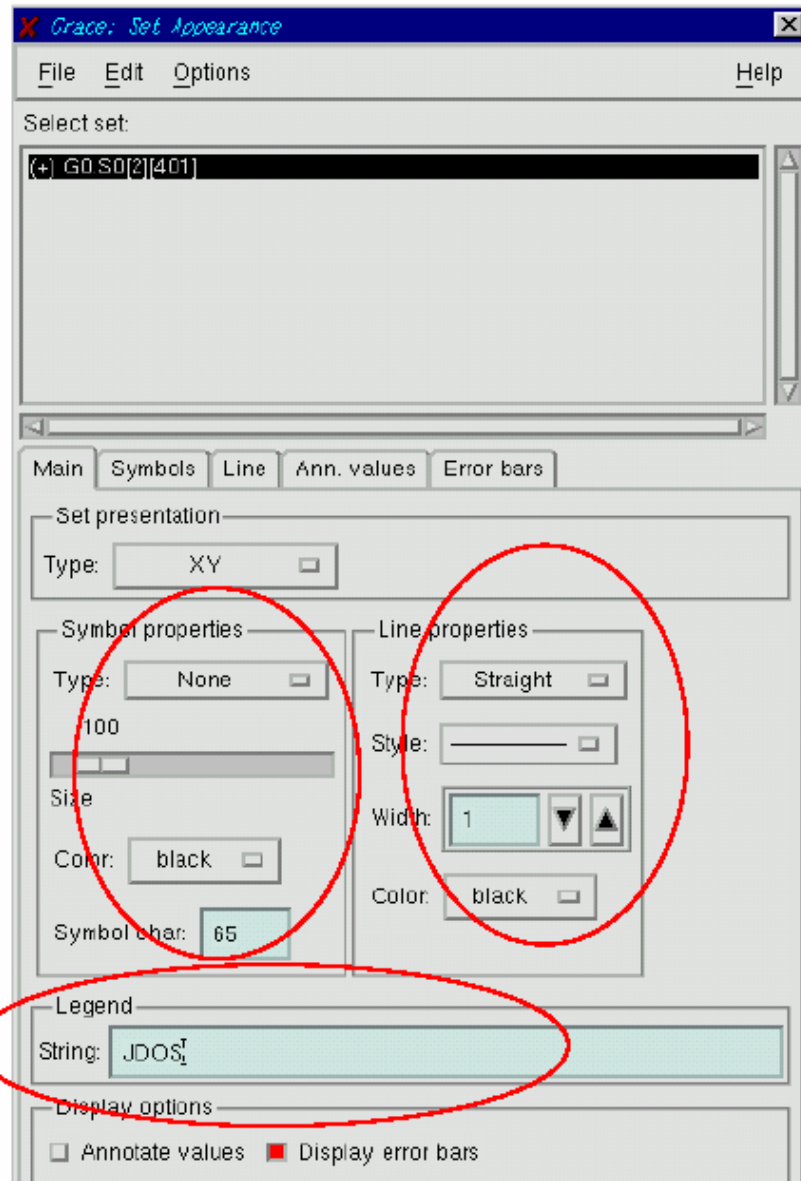 Grace: Set Appearance
File Edit Options Help
Select set:
(+) G0.S0[2][401]
Main Symbols Line Ann. values Error bars
Set presentation
Type: XY
Symbol properties
Type: None
100
Size
Color: black
Symbol char: 65
Line properties
Type: Straight
Style:
Width: 1
Color: black
Legend
String: JDOS
Display options
Annotate values Display error bars